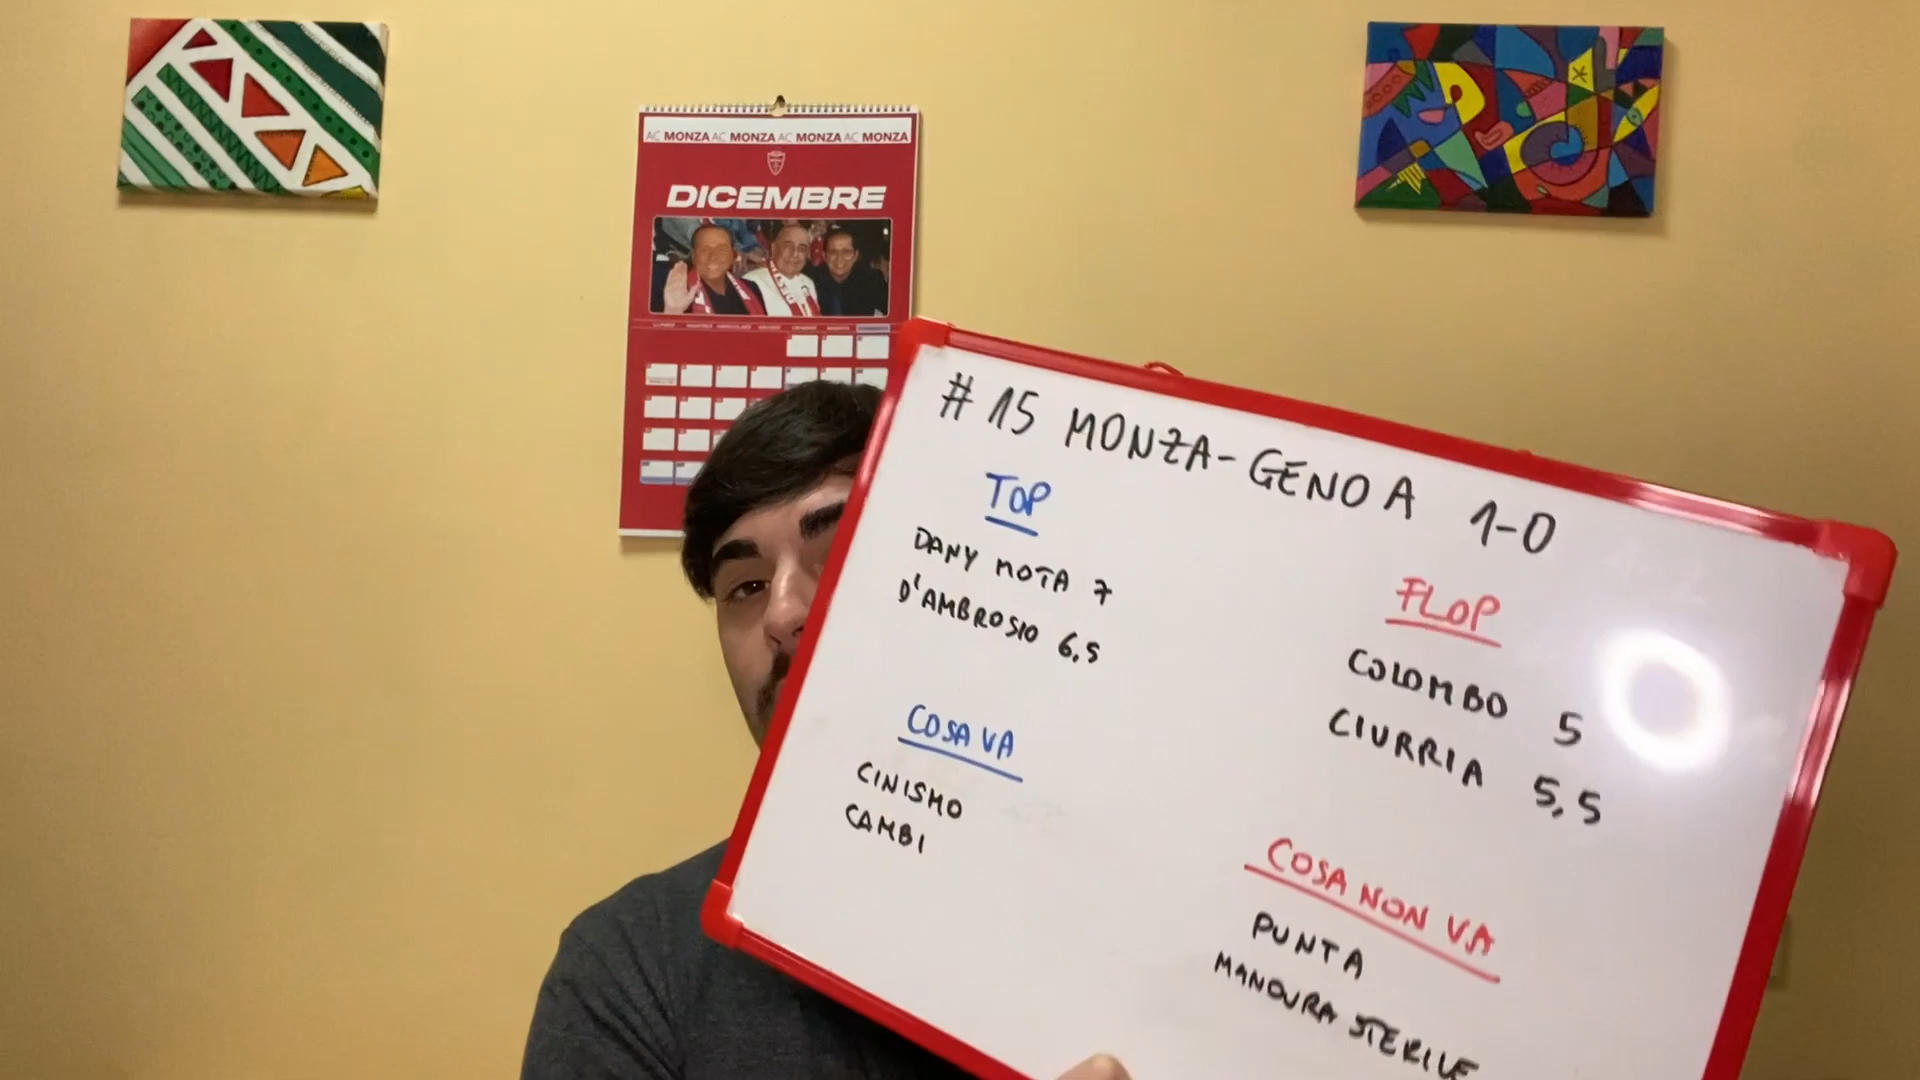 AC MONZA AC MONZA AC MONZA AC MONZA
DICEMBRE
#15 MONZA-GENOA 1-0
TOP
DANY MOTA 7
D'AMBROSIO 6,5
FLOP
COLOMBO 5
CIURRIA 5,5
COSA VA
CINISMO
CAMBI
COSA NON VA
PUNTA
MANOVRA STERILE